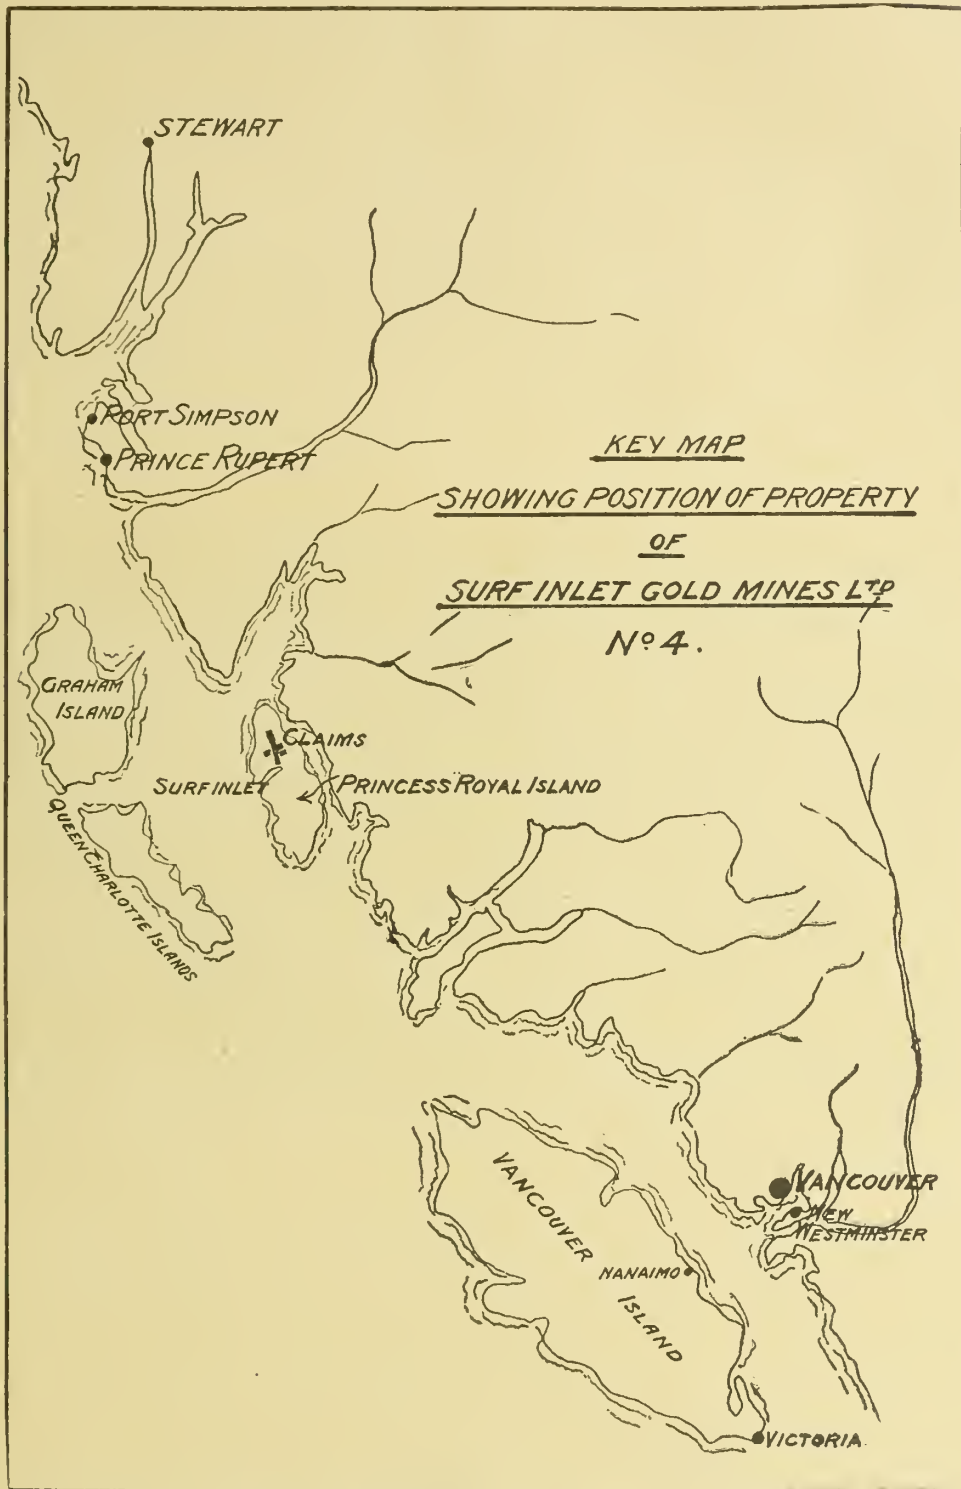 STEWART
PORT SIMPSON
PRINCE RUPERT
KEY MAP
SHOWING POSITION OF PROPERTY
OF
SURF INLET GOLD MINES LTD
No 4.
GRAHAM
ISLAND
CLAIMS
SURF INLET
PRINCESS ROYAL ISLAND
QUEEN CHARLOTTE ISLANDS
VANCOUVER
NEW
WESTMINSTER
VANCOUVER
ISLAND
NANAIMO
VICTORIA